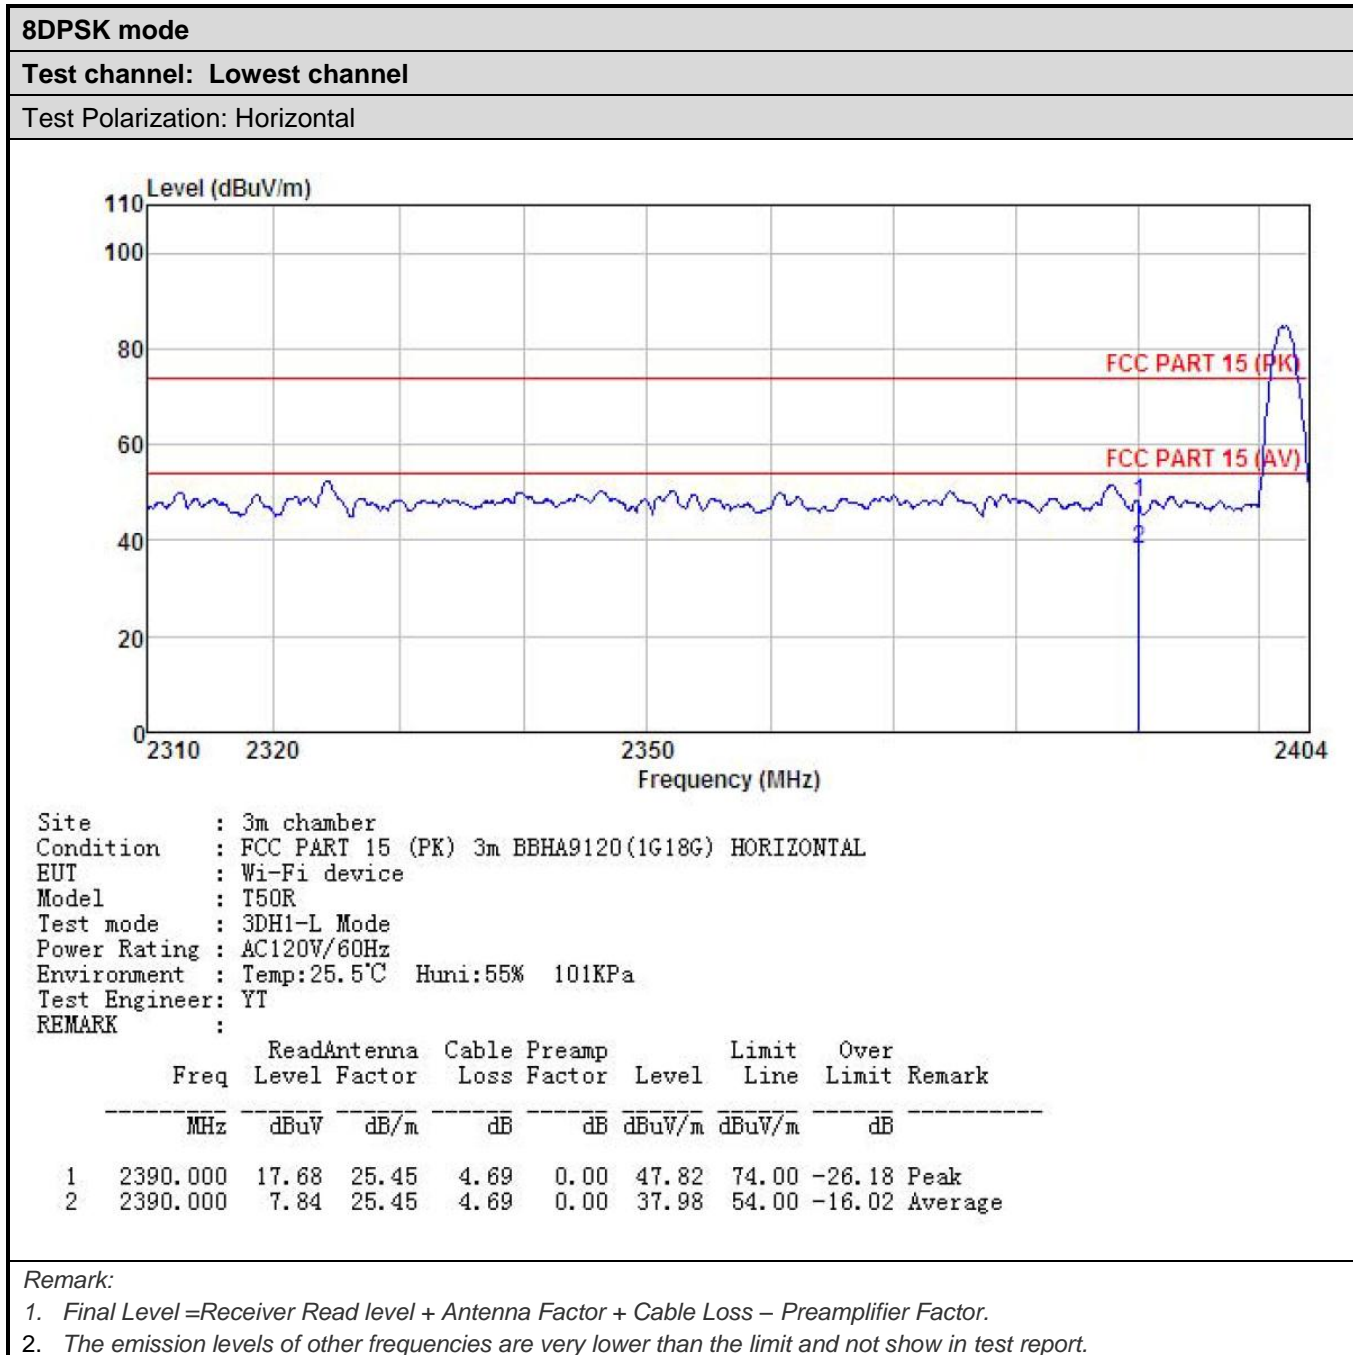 8DPSK mode
Test channel: Lowest channel
Test Polarization: Horizontal
Level (dBuV/m)
110
100
80
FCC PART 15 (PK)
60
FCC PART 15 (AV)
1
40
2
20
0
2310 2320 2350 2404
Frequency (MHz)
Site : 3m chamber
Condition : FCC PART 15 (PK) 3m BBHA9120(1G18G) HORIZONTAL
EUT : Wi-Fi device
Model : T50R
Test mode : 3DH1-L Mode
Power Rating : AC120V/60Hz
Environment : Temp:25.5℃ Huni:55% 101KPa
Test Engineer: YT
REMARK :
ReadAntenna Cable Preamp Limit Over
Freq Level Factor Loss Factor Level Line Limit Remark
MHz dBuV dB/m dB dB dBuV/m dBuV/m dB
1 2390.000 17.68 25.45 4.69 0.00 47.82 74.00 -26.18 Peak
2 2390.000 7.84 25.45 4.69 0.00 37.98 54.00 -16.02 Average
Remark:
1. Final Level =Receiver Read level + Antenna Factor + Cable Loss – Preamplifier Factor.
2. The emission levels of other frequencies are very lower than the limit and not show in test report.